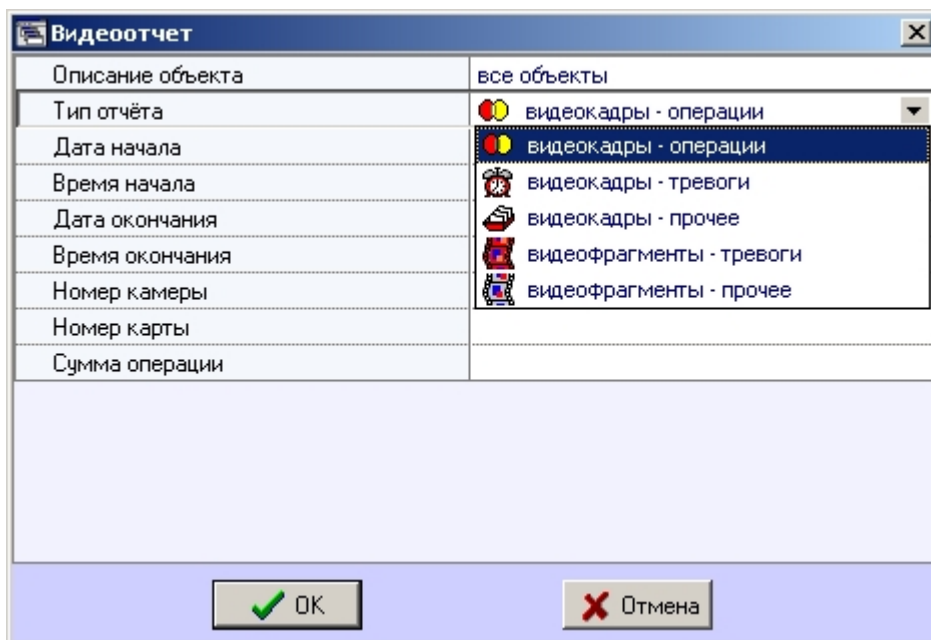 Видеоотчет
Описание объекта все объекты
Тип отчёта видеокадры - операции
Дата начала видеокадры - операции
Время начала видеокадры - тревоги
Дата окончания видеокадры - прочее
Время окончания видеофрагменты - тревоги
Номер камеры видеофрагменты - прочее
Номер карты
Сумма операции
OK Отмена